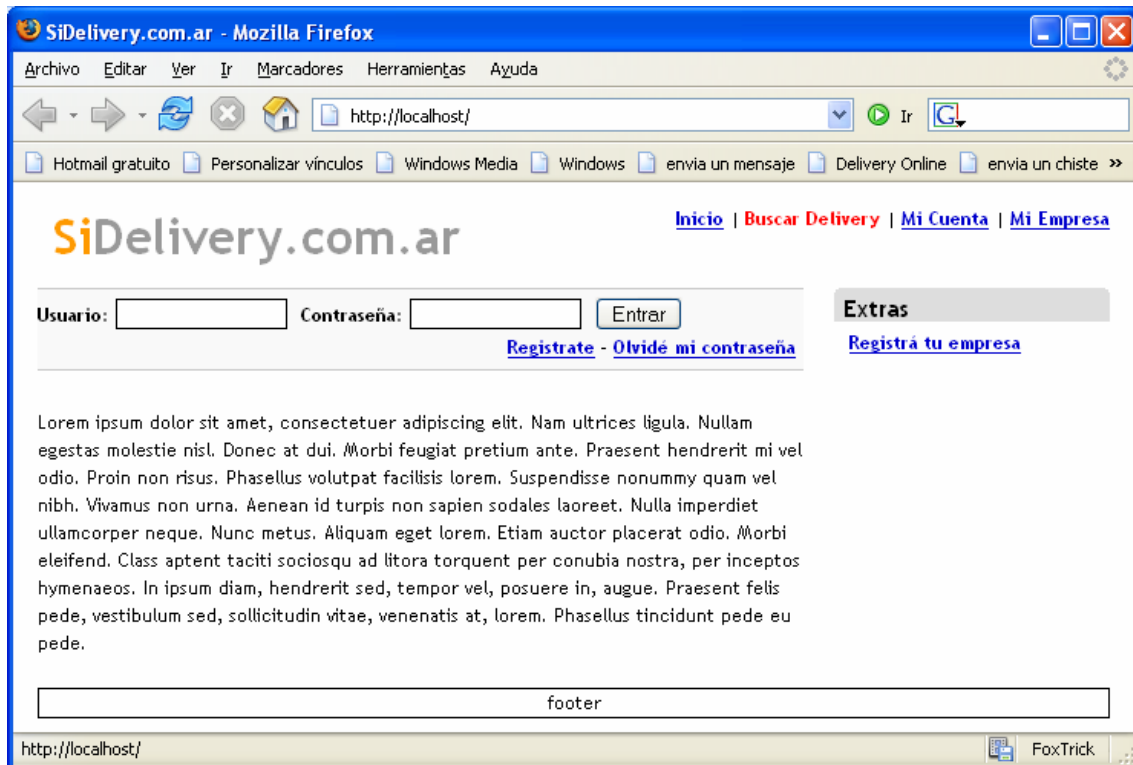 SiDelivery.com.ar - Mozilla Firefox
Archivo Editar Ver Ir Marcadores Herramientas Ayuda
http://localhost/ Ir G
Hotmail gratuito Personalizar vínculos Windows Media Windows envia un mensaje Delivery Online envia un chiste »
SiDelivery.com.ar
Inicio | Buscar Delivery | Mi Cuenta | Mi Empresa
Usuario: Contraseña: Entrar
Registrate - Olvidé mi contraseña
Extras
Registrá tu empresa
Lorem ipsum dolor sit amet, consectetuer adipiscing elit. Nam ultrices ligula. Nullam
egestas molestie nisl. Donec at dui. Morbi feugiat pretium ante. Praesent hendrerit mi vel
odio. Proin non risus. Phasellus volutpat facilisis lorem. Suspendisse nonummy quam vel
nibh. Vivamus non urna. Aenean id turpis non sapien sodales laoreet. Nulla imperdiet
ullamcorper neque. Nunc metus. Aliquam eget lorem. Etiam auctor placerat odio. Morbi
eleifend. Class aptent taciti sociosqu ad litora torquent per conubia nostra, per inceptos
hymenaeos. In ipsum diam, hendrerit sed, tempor vel, posuere in, augue. Praesent felis
pede, vestibulum sed, sollicitudin vitae, venenatis at, lorem. Phasellus tincidunt pede eu
pede.
footer
http://localhost/ FoxTrick